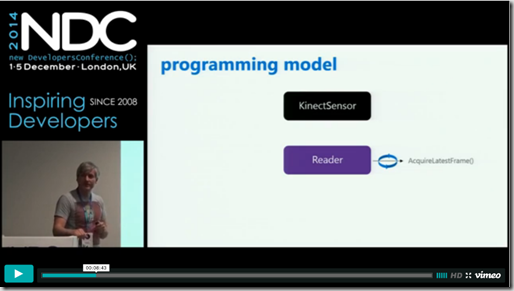 2014
NDC
new DevelopersConference();
1-5 December - London, UK
Inspiring SINCE 2008
Developers
programming model
KinectSensor
Reader
AcquireLatestFrame()
00:08:43
HD
vimeo